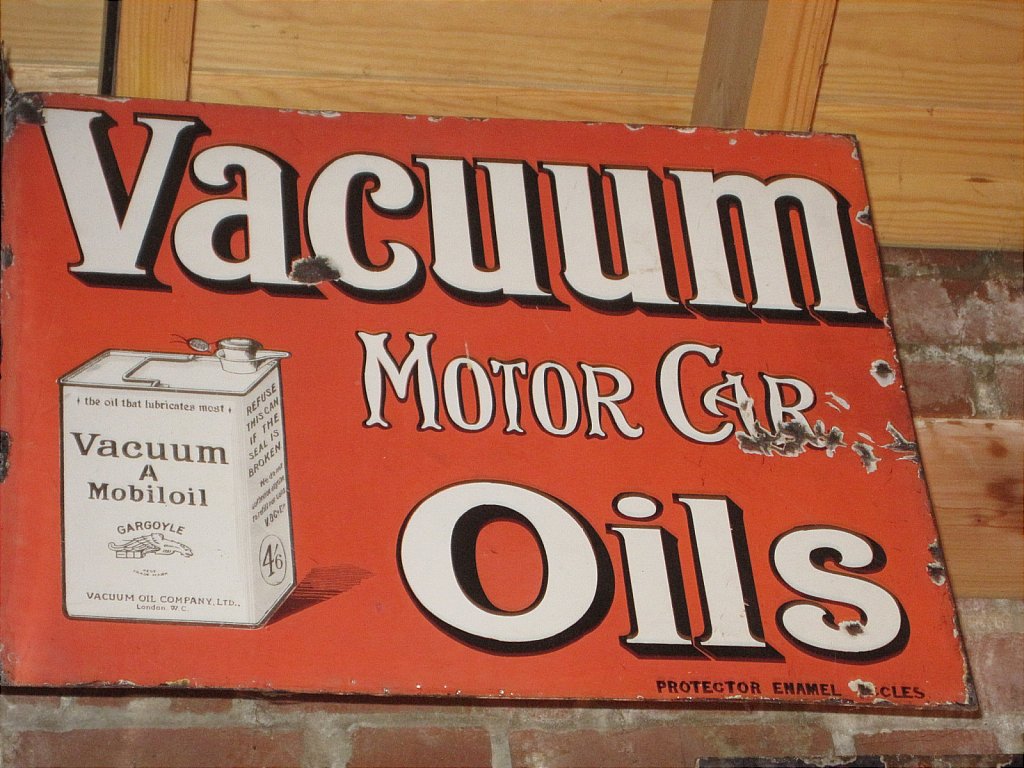 Vacuum
MOTOR CAR
Oils
the oil that lubricates most
Vacuum
A
Mobiloil
GARGOYLE
VACUUM OIL COMPANY, LTD.,
London. W C.
REFUSE
THIS CAN
IF THE
SEAL IS
BROKEN
4/6
PROTECTOR ENAMEL